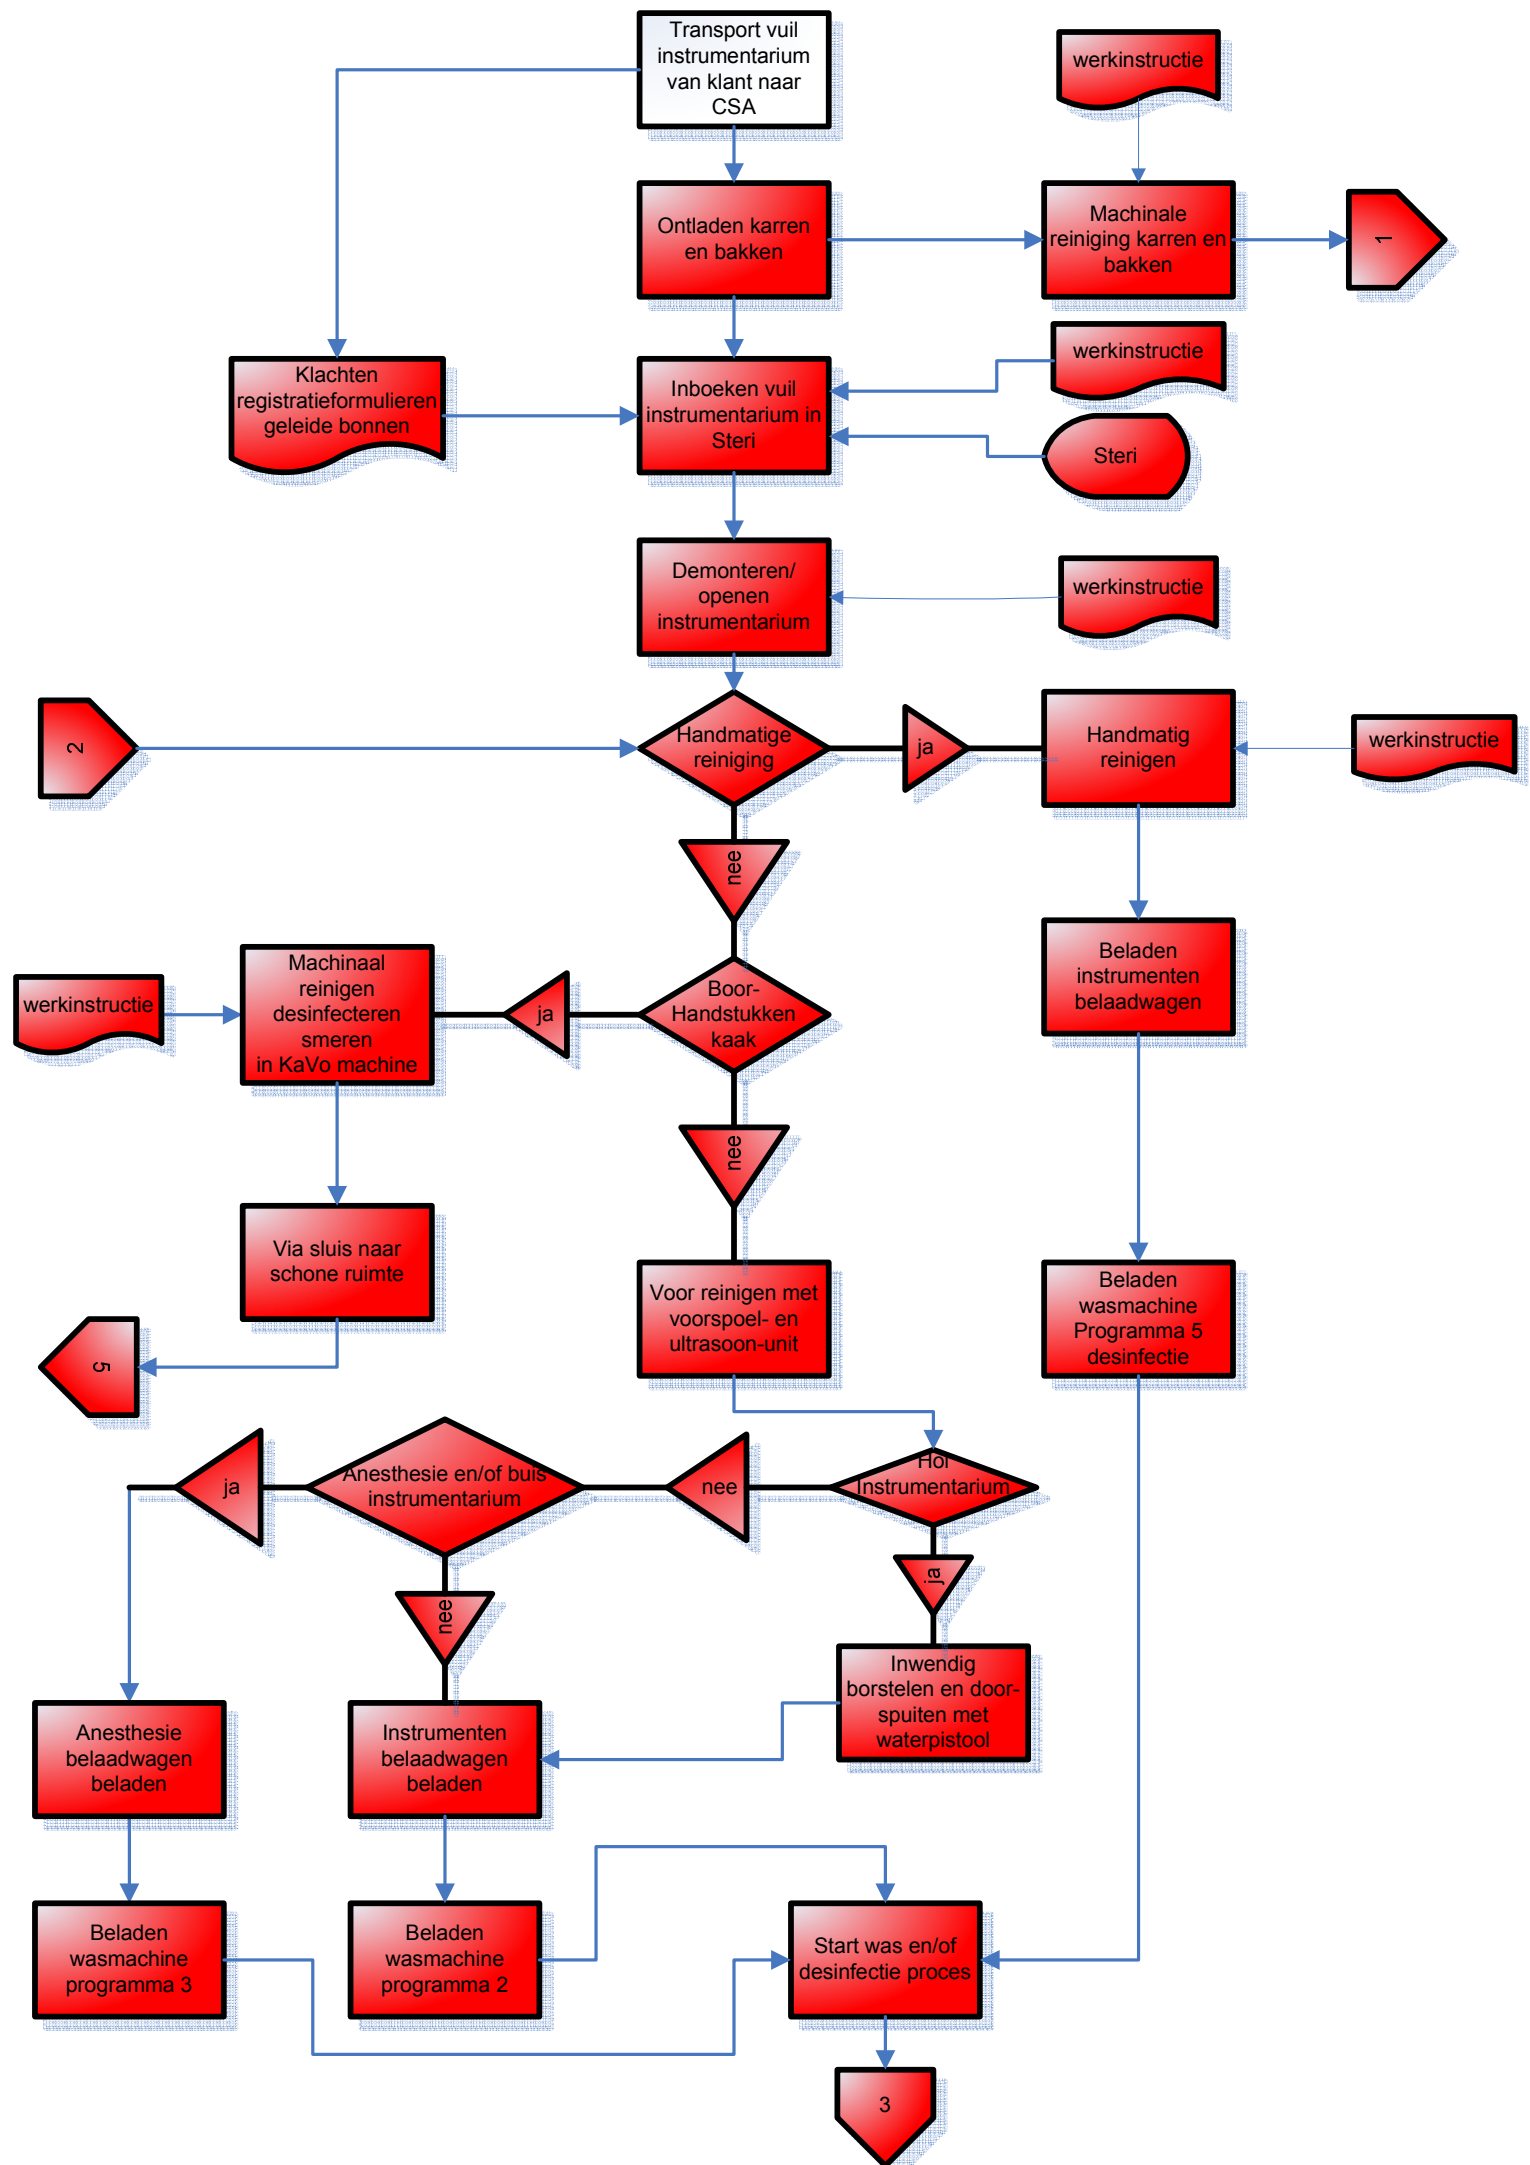 Transport vuil
instrumentarium
van klant naar
CSA
werkinstructie
Ontladen karren
en bakken
Machinale
reiniging karren en
bakken
1
Klachten
registratieformulieren
geleide bonnen
Inboeken vuil
instrumentarium in
Steri
werkinstructie
Steri
Demonteren/
openen
instrumentarium
werkinstructie
2
Handmatige
reiniging
ja
Handmatig
reinigen
werkinstructie
nee
werkinstructie
Machinaal
reinigen
desinfecteren
smeren
in KaVo machine
ja
Boor-
Handstukken
kaak
Beladen
instrumenten
belaadwagen
nee
Via sluis naar
schone ruimte
Voor reinigen met
voorspoel- en
ultrasoon-unit
Beladen
wasmachine
Programma 5
desinfectie
5
ja
Anesthesie en/of buis
instrumentarium
nee
Hol
Instrumentarium
nee
ja
Inwendig
borstelen en door-
spuiten met
waterpistool
Anesthesie
belaadwagen
beladen
Instrumenten
belaadwagen
beladen
Beladen
wasmachine
programma 3
Beladen
wasmachine
programma 2
Start was en/of
desinfectie proces
3